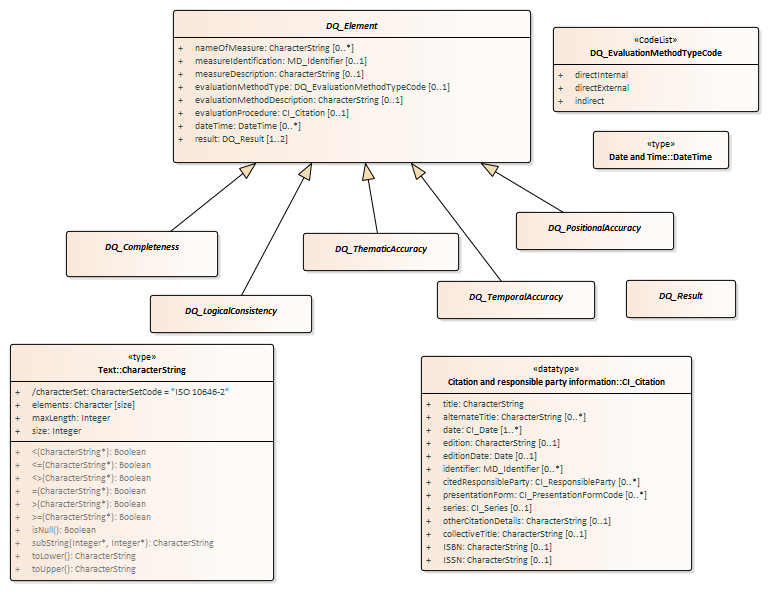 DQ_Element
+ nameOfMeasure: CharacterString [0..*]
+ measureIdentification: MD_Identifier [0..1]
+ measureDescription: CharacterString [0..1]
+ evaluationMethodType: DQ_EvaluationMethodTypeCode [0..1]
+ evaluationMethodDescription: CharacterString [0..1]
+ evaluationProcedure: CI_Citation [0..1]
+ dateTime: DateTime [0..*]
+ result: DQ_Result [1..2]
«CodeList»
DQ_EvaluationMethodTypeCode
+ directInternal
+ directExternal
+ indirect
«type»
Date and Time::DateTime
DQ_Completeness
DQ_ThematicAccuracy
DQ_PositionalAccuracy
DQ_LogicalConsistency
DQ_TemporalAccuracy
DQ_Result
«type»
Text::CharacterString
+ /characterSet: CharacterSetCode = "ISO 10646-2"
+ elements: Character [size]
+ maxLength: Integer
+ size: Integer
+ <(CharacterString*): Boolean
+ <=(CharacterString*): Boolean
+ <>(CharacterString*): Boolean
+ =(CharacterString*): Boolean
+ >(CharacterString*): Boolean
+ >=(CharacterString*): Boolean
+ isNull(): Boolean
+ subString(Integer*, Integer*): CharacterString
+ toLower(): CharacterString
+ toUpper(): CharacterString
«datatype»
Citation and responsible party information::CI_Citation
+ title: CharacterString
+ alternateTitle: CharacterString [0..*]
+ date: CI_Date [1..*]
+ edition: CharacterString [0..1]
+ editionDate: Date [0..1]
+ identifier: MD_Identifier [0..*]
+ citedResponsibleParty: CI_ResponsibleParty [0..*]
+ presentationForm: CI_PresentationFormCode [0..*]
+ series: CI_Series [0..1]
+ otherCitationDetails: CharacterString [0..1]
+ collectiveTitle: CharacterString [0..1]
+ ISBN: CharacterString [0..1]
+ ISSN: CharacterString [0..1]